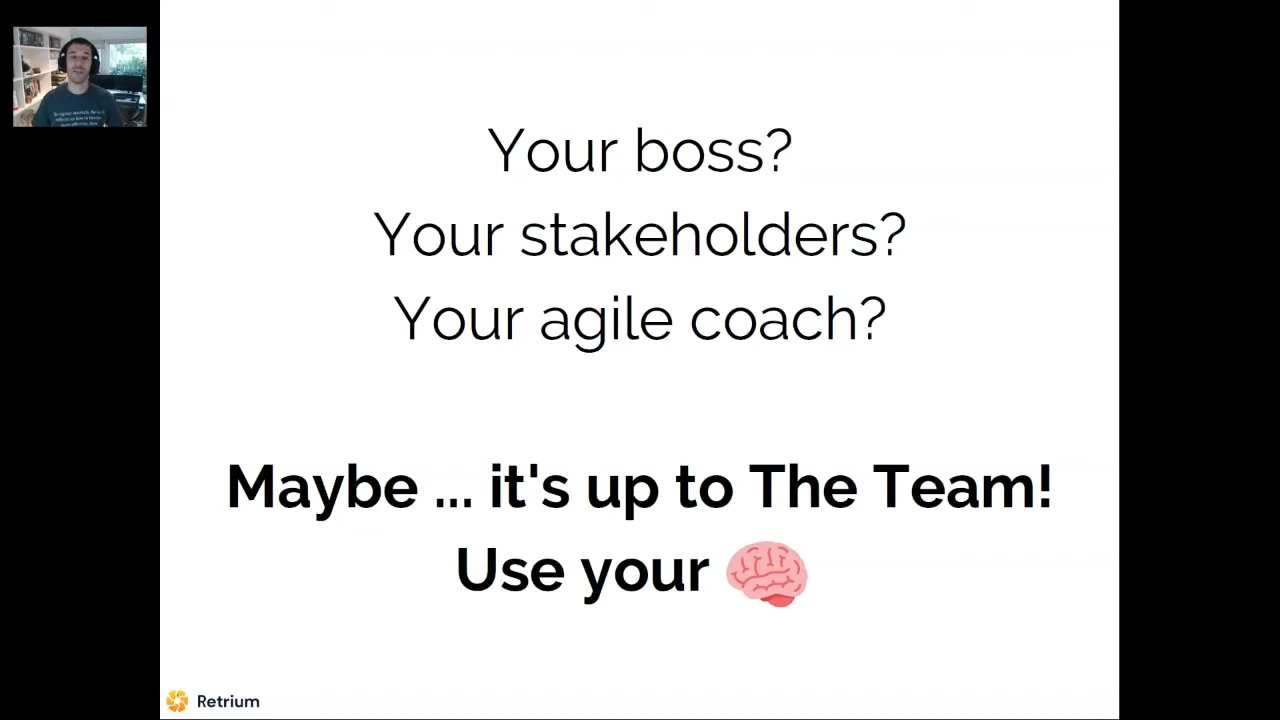 Your boss?
Your stakeholders?
Your agile coach?
Maybe ... it's up to The Team!
Use your
Retrium